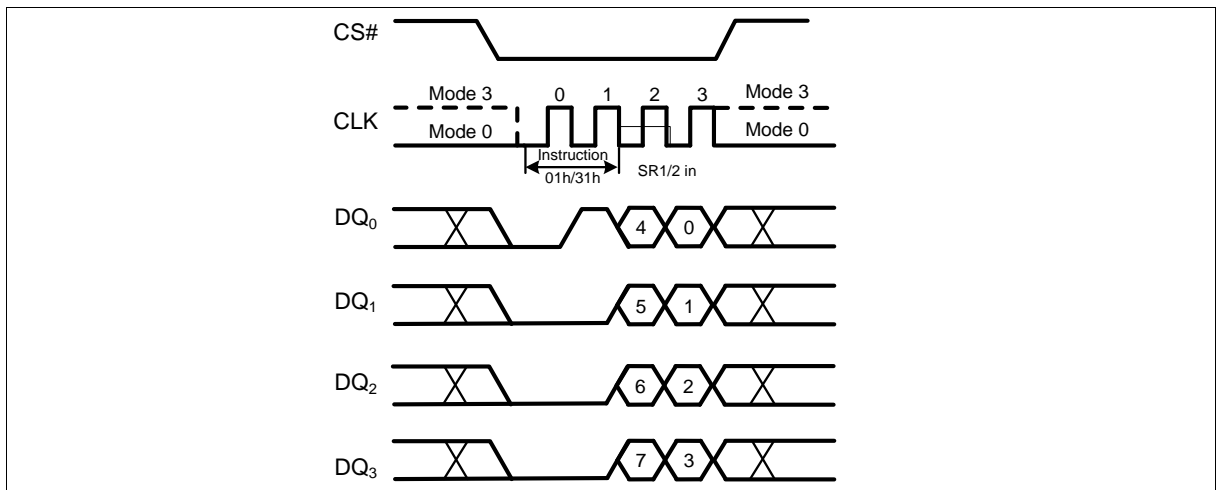 CS#
Mode 3 0 1 2 3 Mode 3
CLK
Mode 0 Mode 0
Instruction
01h/31h SR1/2 in
DQ0 4 0
DQ1 5 1
DQ2 6 2
DQ3 7 3